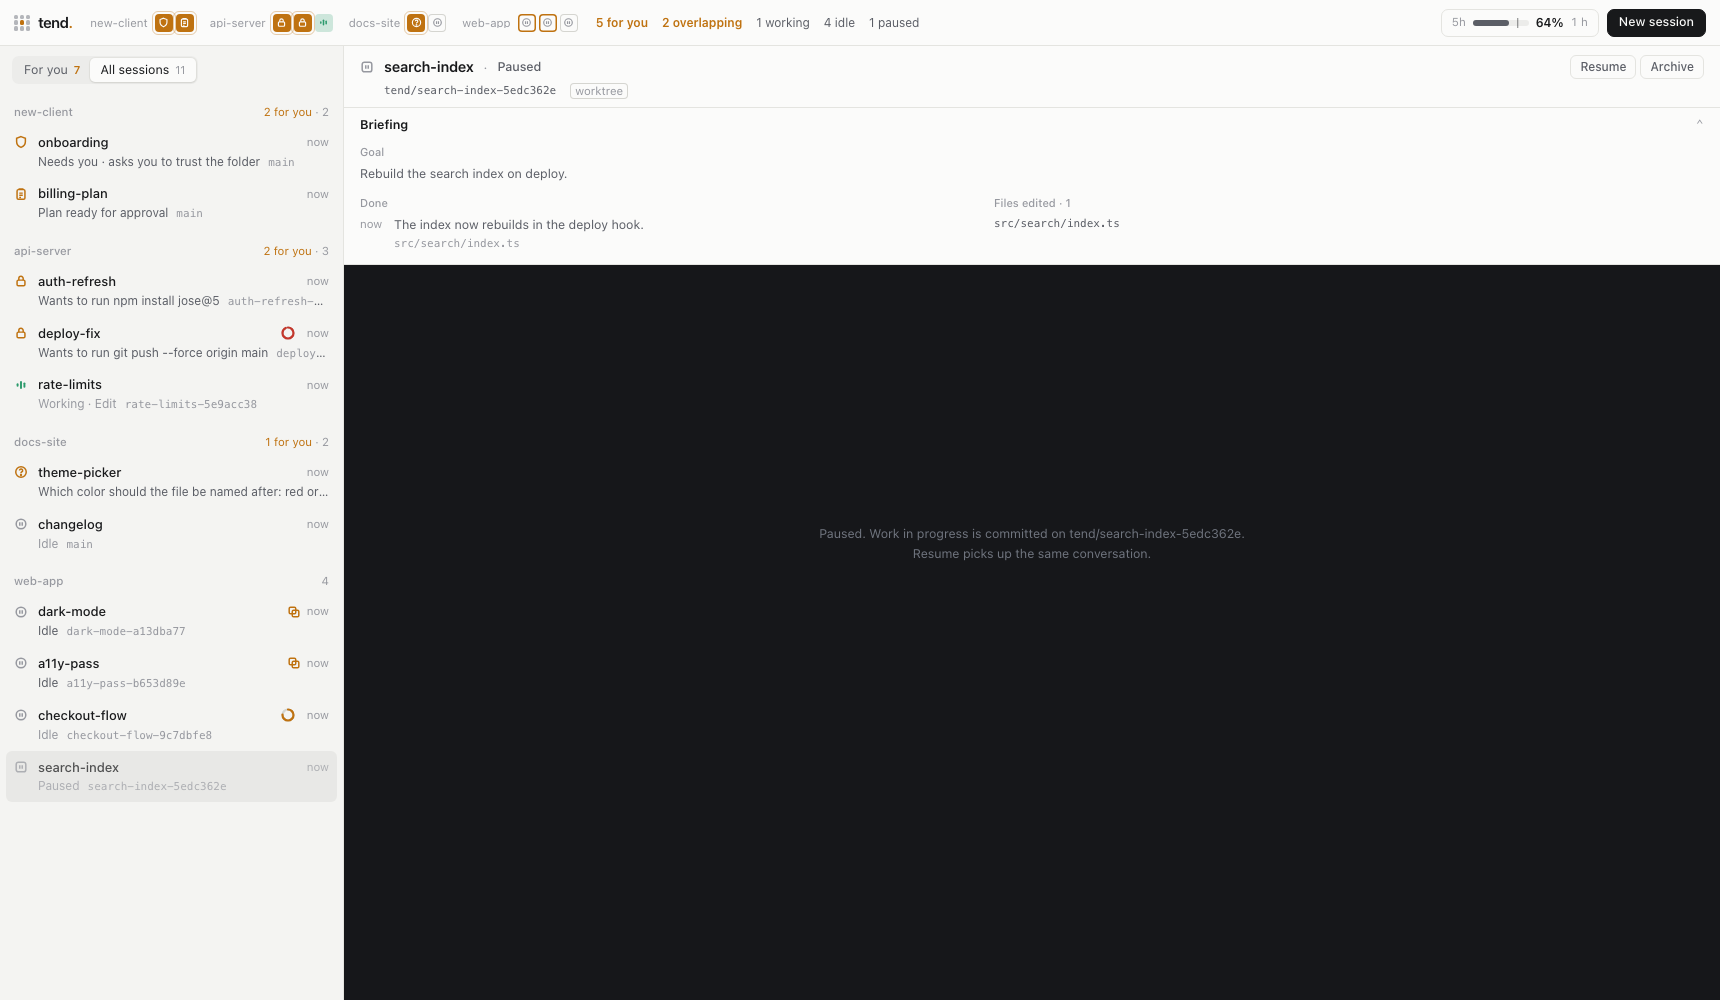 tend. new-client api-server docs-site web-app 5 for you 2 overlapping 1 working 4 idle 1 paused 5h 64% 1 h New session
For you 7 All sessions 11
new-client 2 for you · 2
onboarding now
Needs you · asks you to trust the folder main
billing-plan now
Plan ready for approval main
api-server 2 for you · 3
auth-refresh now
Wants to run npm install jose@5 auth-refresh-…
deploy-fix now
Wants to run git push --force origin main deploy…
rate-limits now
Working · Edit rate-limits-5e9acc38
docs-site 1 for you · 2
theme-picker now
Which color should the file be named after: red or…
changelog now
Idle main
web-app 4
dark-mode now
Idle dark-mode-a13dba77
a11y-pass now
Idle a11y-pass-b653d89e
checkout-flow now
Idle checkout-flow-9c7dbfe8
search-index now
Paused search-index-5edc362e
search-index · Paused Resume Archive
tend/search-index-5edc362e worktree
Briefing
Goal
Rebuild the search index on deploy.
Done
now The index now rebuilds in the deploy hook.
src/search/index.ts
Files edited · 1
src/search/index.ts
Paused. Work in progress is committed on tend/search-index-5edc362e.
Resume picks up the same conversation.